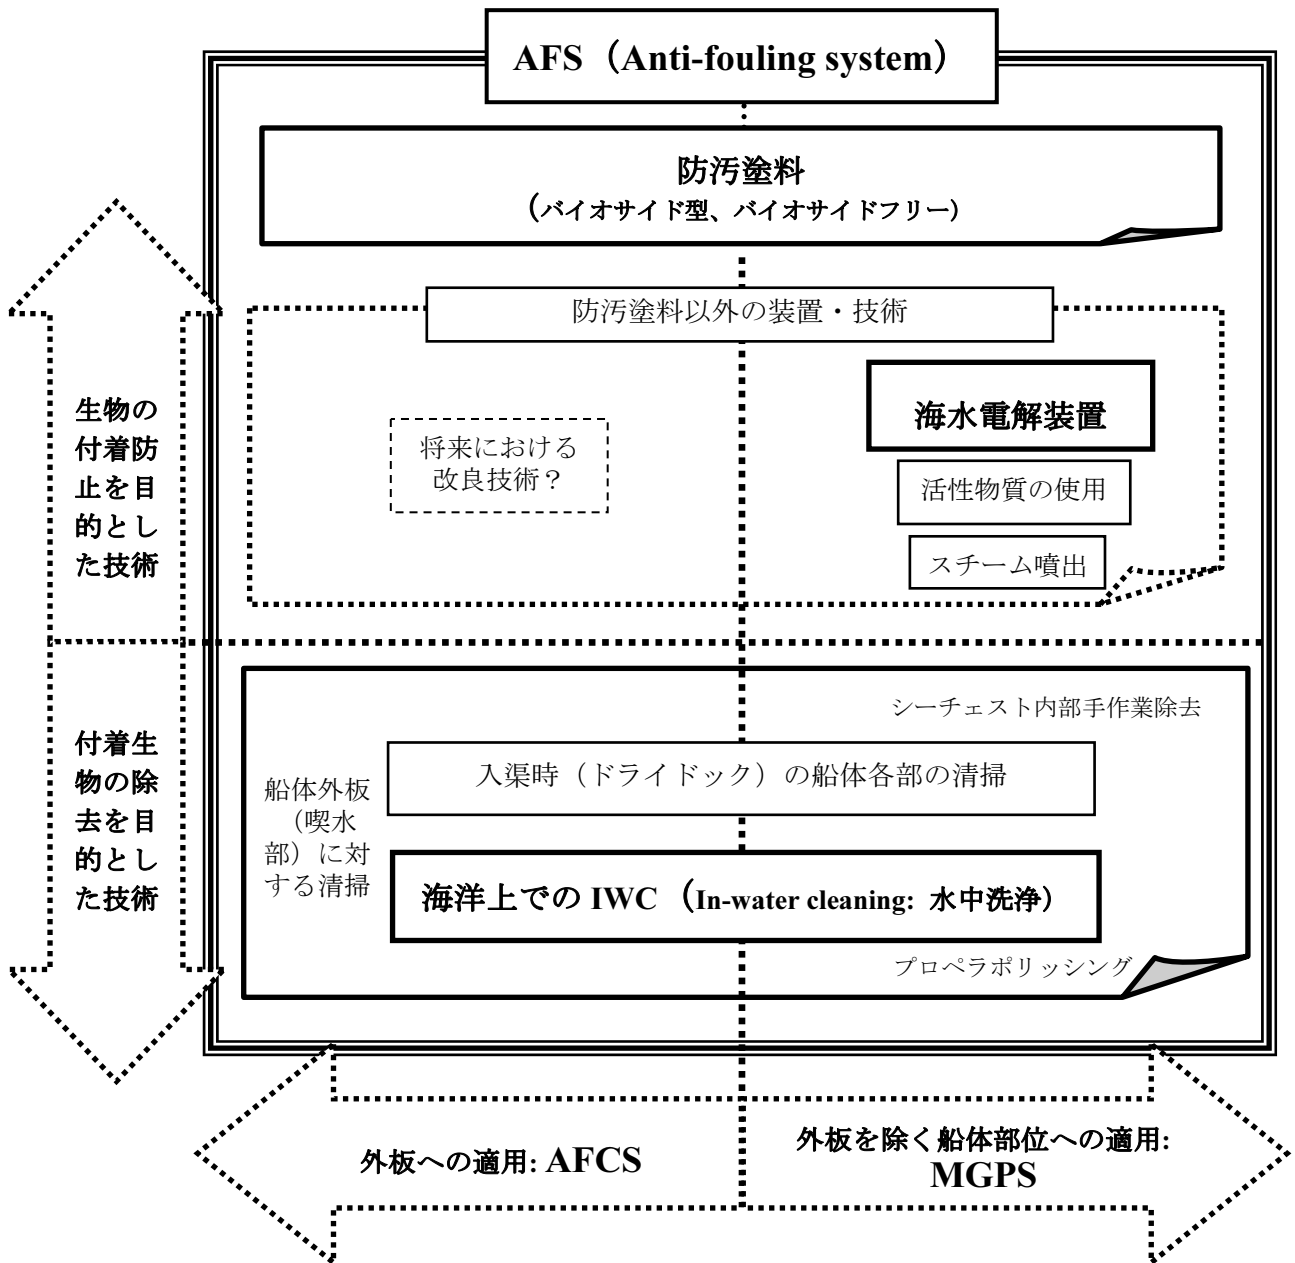 AFS（Anti-fouling system）
防汚塗料
（バイオサイド型、バイオサイドフリー）
防汚塗料以外の装置・技術
海水電解装置
将来における
改良技術？
活性物質の使用
スチーム噴出
生物の
付着防
止を目
的とし
た技術
シーチェスト内部手作業除去
入渠時（ドライドック）の船体各部の清掃
船体外板
（喫水
部）に対
する清掃
海洋上での IWC（In-water cleaning: 水中洗浄）
プロペラポリッシング
付着生
物の除
去を目
的とし
た技術
外板への適用: AFCS
外板を除く船体部位への適用:
MGPS